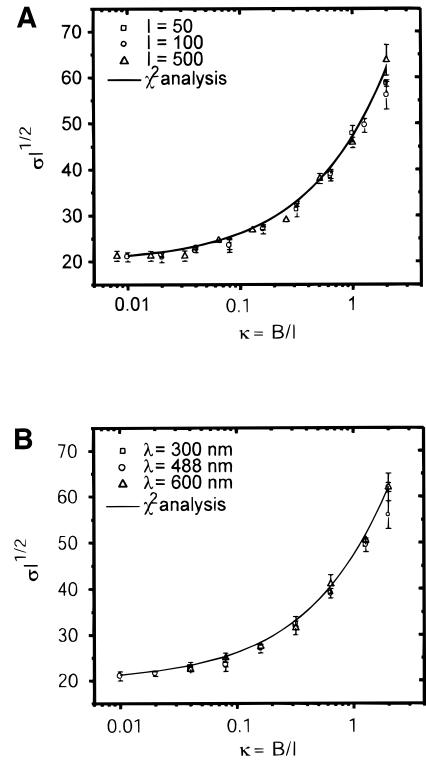 A
70
60
50
40
30
20
σI^1/2
□ I = 50
○ I = 100
△ I = 500
— χ² analysis
0.01
0.1
1
κ = B/I
B
70
60
50
40
30
20
σI^1/2
□ λ = 300 nm
○ λ = 488 nm
△ λ = 600 nm
— χ² analysis
0.01
0.1
1
κ = B/I